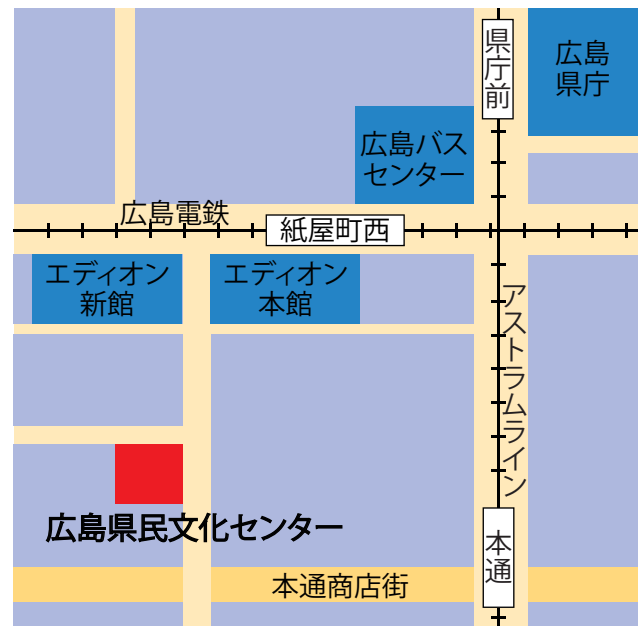 県庁前
広島
県庁
広島バス
センター
広島電鉄
紙屋町西
エディオン
新館
エディオン
本館
アストラムライン
広島県民文化センター
本通
本通商店街